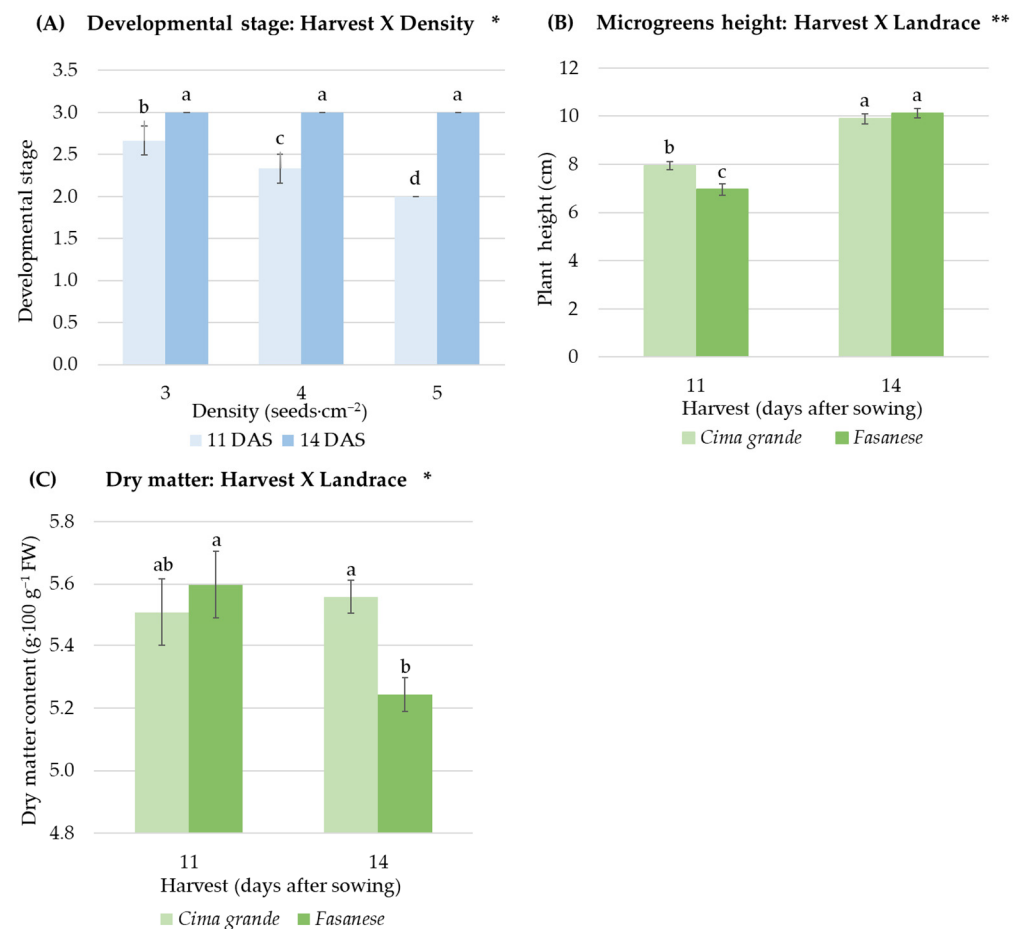 (A) Developmental stage: Harvest X Density *
Developmental stage
3.5
3.0
2.5
2.0
1.5
1.0
0.5
0.0
b
a
c
a
d
a
3 4 5
Density (seeds·cm⁻²)
11 DAS 14 DAS
(B) Microgreens height: Harvest X Landrace **
Plant height (cm)
12
10
8
6
4
2
0
b
c
a
a
11 14
Harvest (days after sowing)
Cima grande Fasanese
(C) Dry matter: Harvest X Landrace *
Dry matter content (g·100 g⁻¹ FW)
5.8
5.6
5.4
5.2
5.0
4.8
ab
a
a
b
11 14
Harvest (days after sowing)
Cima grande Fasanese